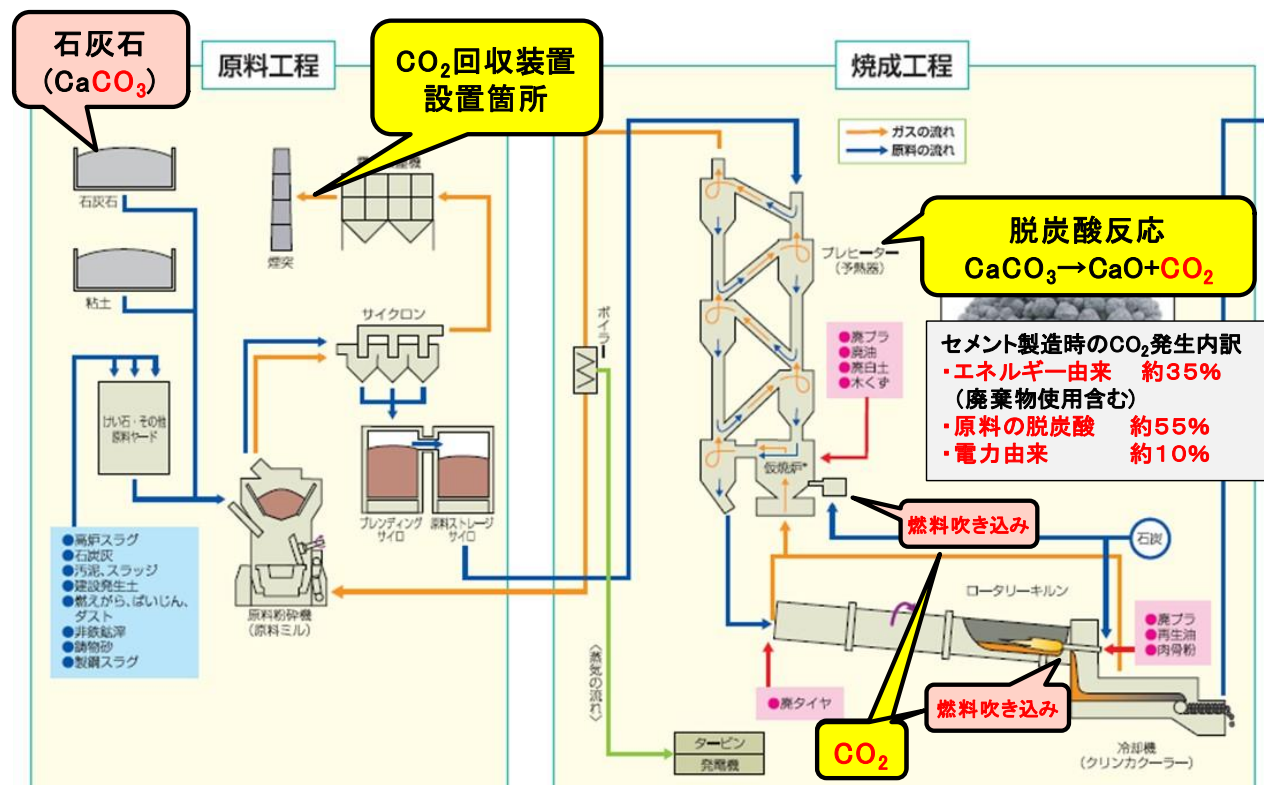 石灰石
(CaCO₃)
原料工程
CO₂回収装置
設置箇所
焼成工程
ガスの流れ
原料の流れ
石灰石
煙突
粘土
サイクロン
ボイラー
プレヒーター
(予熱器)
脱炭酸反応
CaCO₃→CaO+CO₂
セメント製造時のCO₂発生内訳
・エネルギー由来 約35%
(廃棄物使用含む)
・原料の脱炭酸 約55%
・電力由来 約10%
●廃プラ
●廃油
●廃白土
●木くず
けい石・その他
原料ヤード
仮焼炉*
ブレンディング
サイロ
原料ストレージ
サイロ
燃料吹き込み
石炭
●高炉スラグ
●石炭灰
●汚泥、スラッジ
●建設発生土
●燃えがら、ばいじん、
ダスト
●非鉄鉱滓
●鋳物砂
●製鋼スラグ
原料粉砕機
(原料ミル)
ロータリーキルン
●廃プラ
●再生油
●肉骨粉
〈蒸気の流れ〉
●廃タイヤ
燃料吹き込み
CO₂
タービン
発電機
冷却機
(クリンカクーラー)